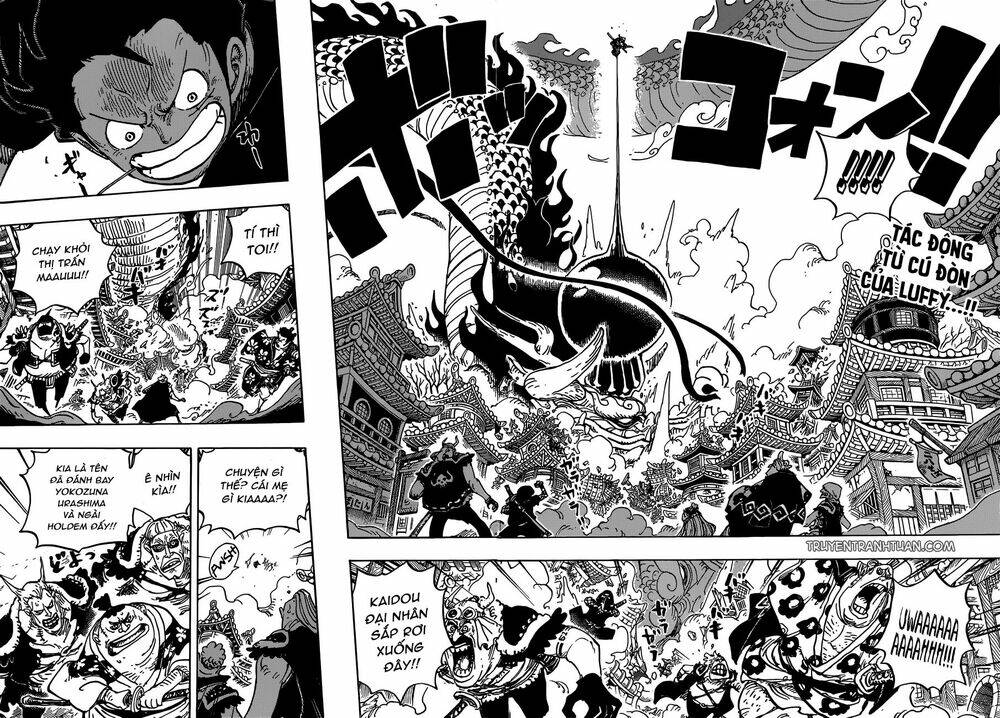 コォン!!
!!!!!
TÁC ĐỘNG
TỪ CÚ ĐÒN
CỦA LUFFY...!!
TRUYENTRANHTUAN.COM
UWAAAAAA
AAAAHHH!!!
KAIDOU
ĐẠI NHÂN
SẮP RƠI
XUỐNG
ĐÂY!!
TÍ THÌ
TOI!!
CHẠY KHỎI
THỊ TRẤN
MAAUUU!!
CHUYỆN GÌ
THẾ? CÁI MẸ
GÌ KIAAAA?!
FWSH
Ê NHÌN
KÌA!!
KIA LÀ TÊN
ĐÃ ĐÁNH BAY
YOKOZUNA
URASHIMA
VÀ NGÀI
HOLDEM ĐẤY!!